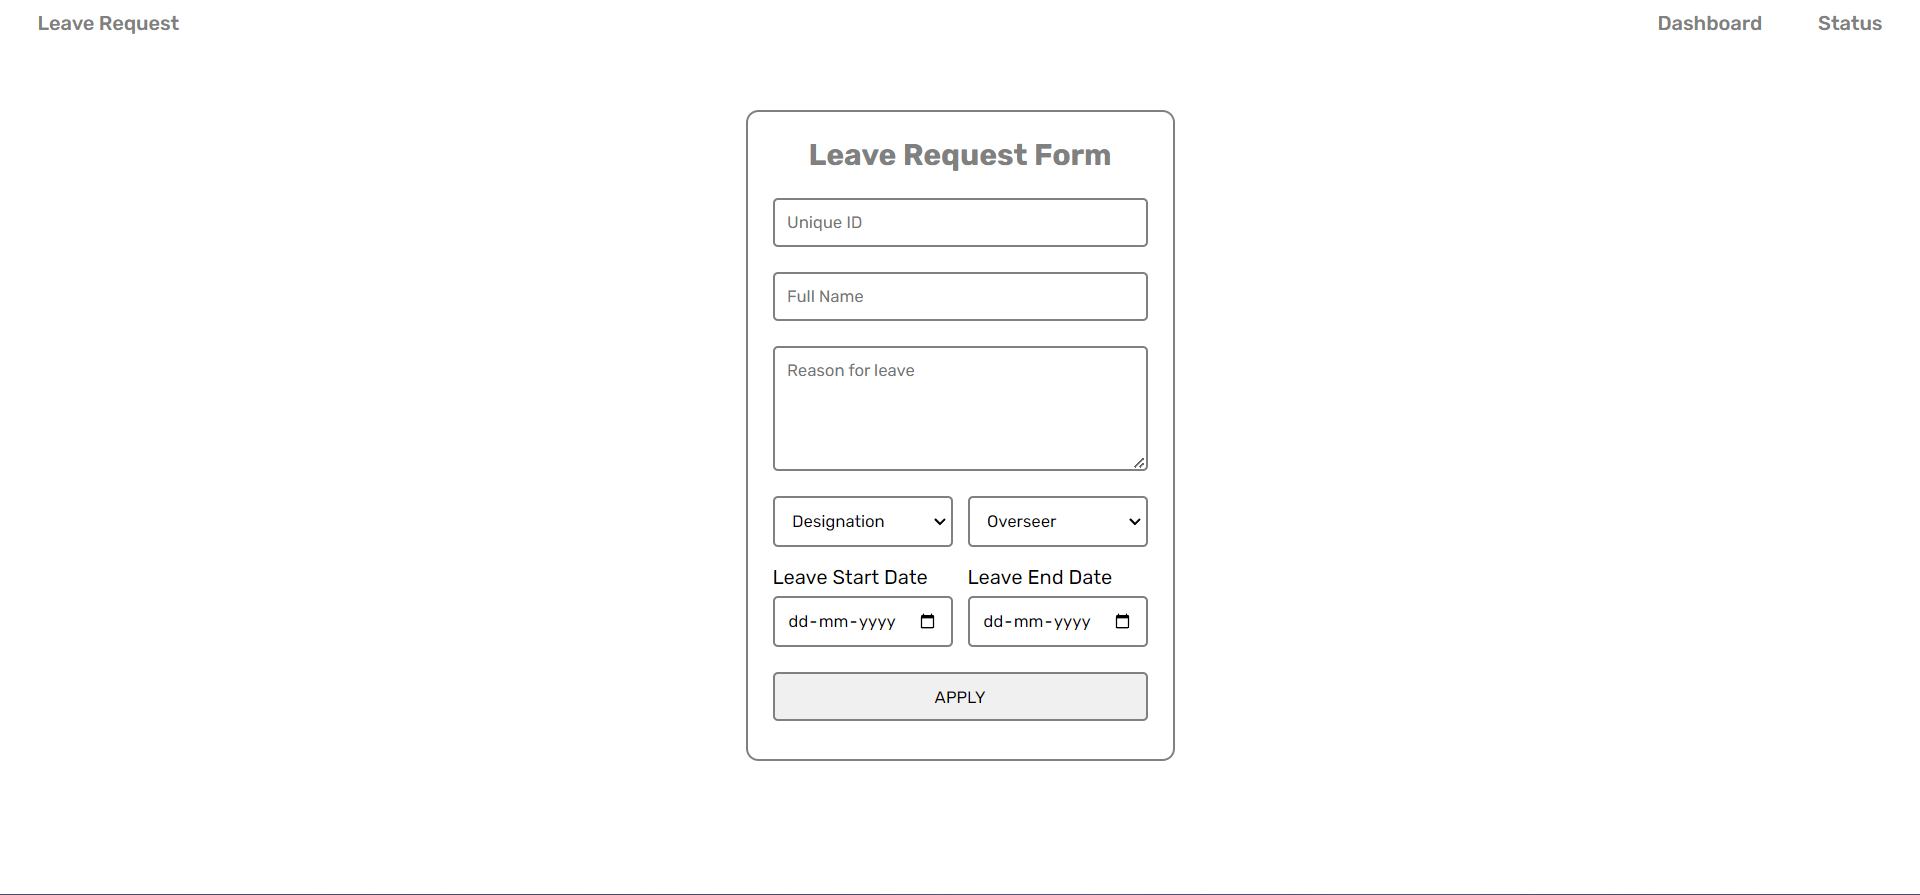 Leave Request Dashboard Status
Leave Request Form
Unique ID
Full Name
Reason for leave
Designation Overseer
Leave Start Date Leave End Date
dd-mm-yyyy dd-mm-yyyy
APPLY